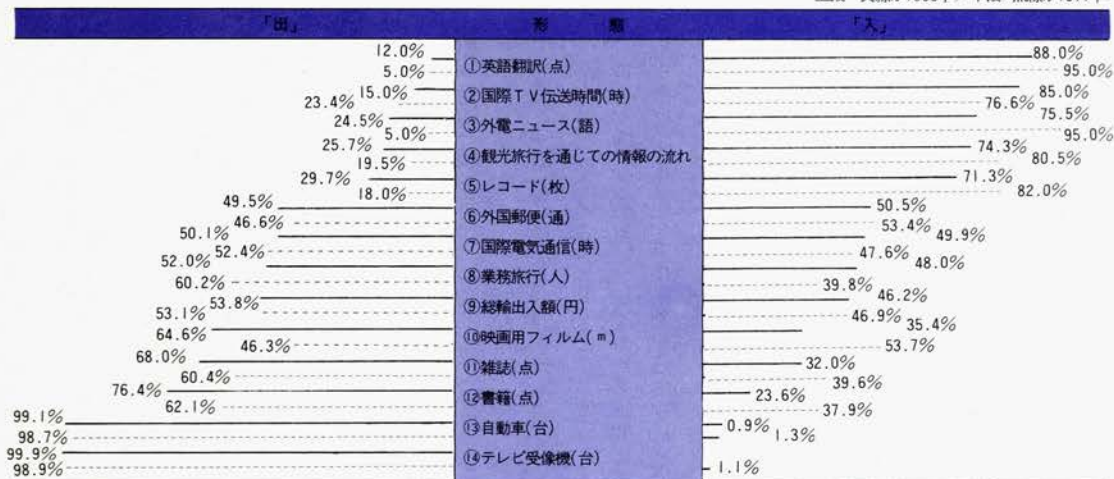 「出」 形 態 「入」
12.0% ①英語翻訳(点) 88.0%
5.0% 95.0%
15.0% ②国際TV伝送時間(時) 85.0%
23.4% 76.6%
24.5% ③外電ニュース(語) 75.5%
5.0% 95.0%
25.7% ④観光旅行を通じての情報の流れ 74.3%
19.5% 80.5%
29.7% ⑤レコード(枚) 71.3%
18.0% 82.0%
49.5% ⑥外国郵便(通) 50.5%
46.6% 53.4%
50.1% ⑦国際電気通信(時) 49.9%
52.4% 47.6%
52.0% ⑧業務旅行(人) 48.0%
60.2% 39.8%
53.8% ⑨総輸出入額(円) 46.2%
53.1% 46.9%
64.6% ⑩映画用フィルム(m) 35.4%
46.3% 53.7%
68.0% ⑪雑誌(点) 32.0%
60.4% 39.6%
76.4% ⑫書籍(点) 23.6%
62.1% 37.9%
99.1% ⑬自動車(台) 0.9%
98.7% 1.3%
99.9% ⑭テレビ受像機(台)
98.9% 1.1%